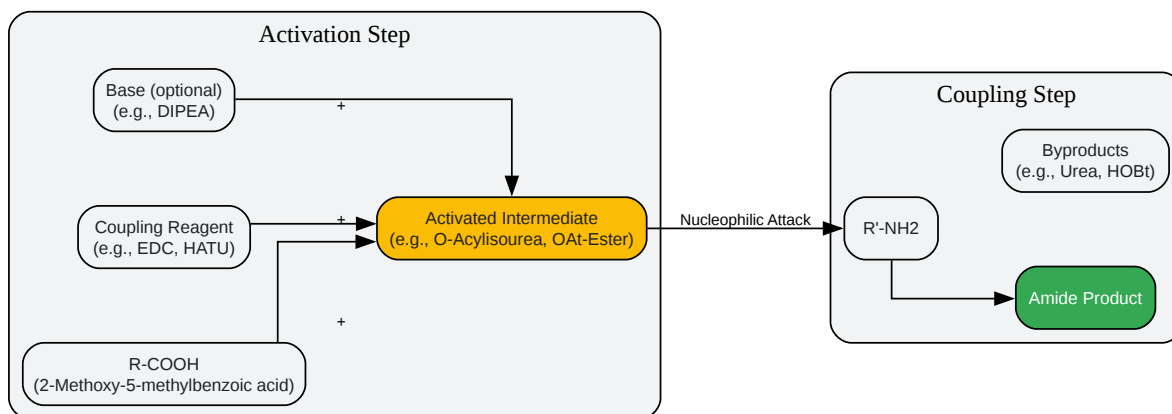 Activation Step
Base (optional)
(e.g., DIPEA)
+
Coupling Reagent
(e.g., EDC, HATU)
+
Activated Intermediate
(e.g., O-Acylisourea, OAt-Ester)
+
R-COOH
(2-Methoxy-5-methylbenzoic acid)
Nucleophilic Attack
Coupling Step
Byproducts
(e.g., Urea, HOBt)
R'-NH2
Amide Product